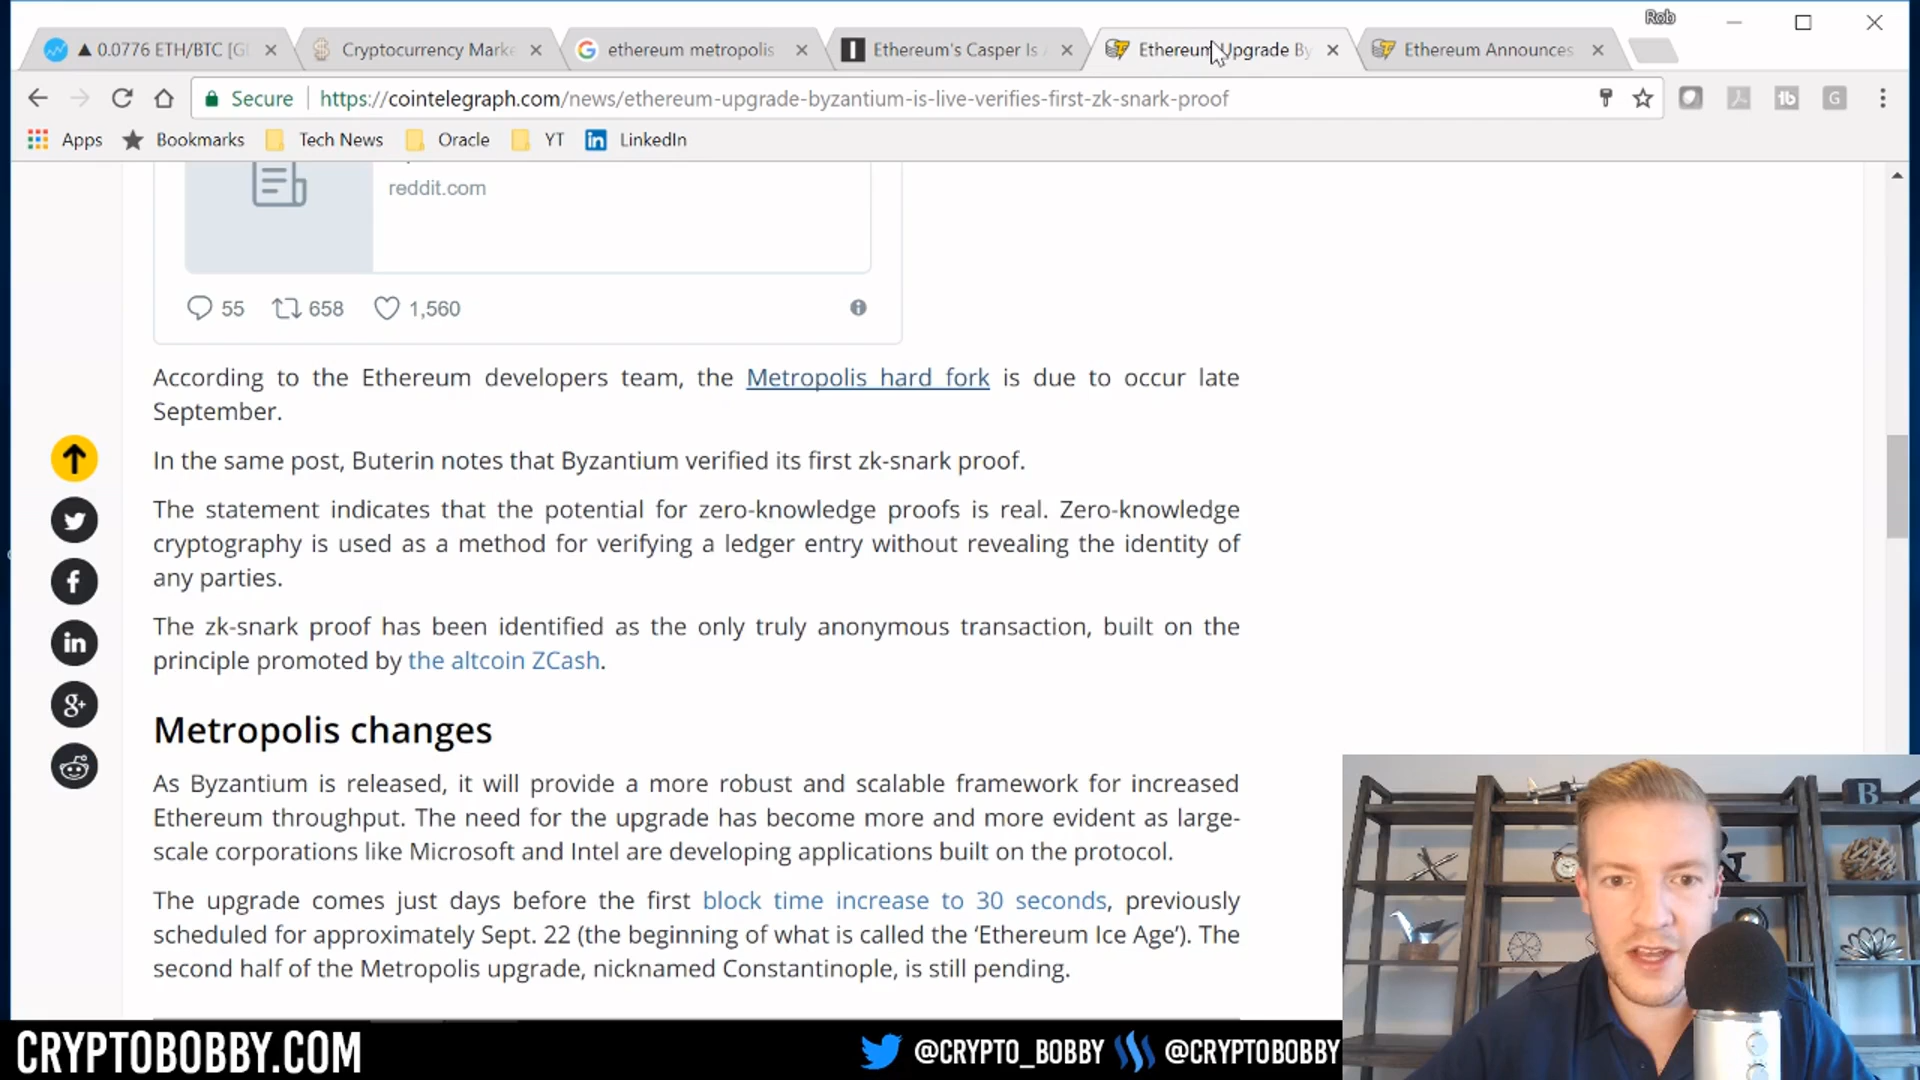 Rob
▲ 0.0776 ETH/BTC [G
Cryptocurrency Marke
ethereum metropolis
Ethereum's Casper Is
Ethereum Upgrade By
Ethereum Announces
Secure
https://cointelegraph.com/news/ethereum-upgrade-byzantium-is-live-verifies-first-zk-snark-proof
Apps
Bookmarks
Tech News
Oracle
YT
LinkedIn
reddit.com
55
658
1,560
According to the Ethereum developers team, the Metropolis hard fork is due to occur late
September.
In the same post, Buterin notes that Byzantium verified its first zk-snark proof.
The statement indicates that the potential for zero-knowledge proofs is real. Zero-knowledge
cryptography is used as a method for verifying a ledger entry without revealing the identity of
any parties.
The zk-snark proof has been identified as the only truly anonymous transaction, built on the
principle promoted by the altcoin ZCash.
Metropolis changes
As Byzantium is released, it will provide a more robust and scalable framework for increased
Ethereum throughput. The need for the upgrade has become more and more evident as large-
scale corporations like Microsoft and Intel are developing applications built on the protocol.
The upgrade comes just days before the first block time increase to 30 seconds, previously
scheduled for approximately Sept. 22 (the beginning of what is called the ‘Ethereum Ice Age’). The
second half of the Metropolis upgrade, nicknamed Constantinople, is still pending.
B
&
CRYPTOBOBBY.COM
@CRYPTO_BOBBY
@CRYPTOBOBBY